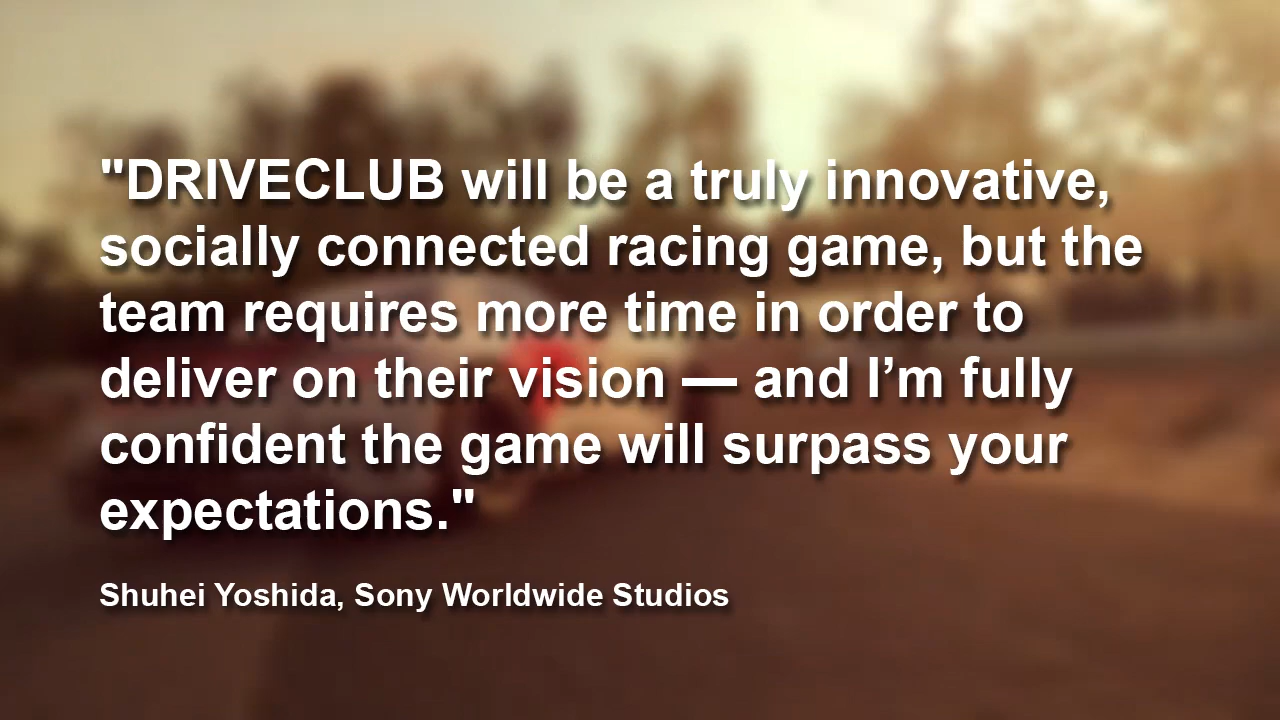 "DRIVECLUB will be a truly innovative,
socially connected racing game, but the
team requires more time in order to
deliver on their vision — and I’m fully
confident the game will surpass your
expectations."
Shuhei Yoshida, Sony Worldwide Studios